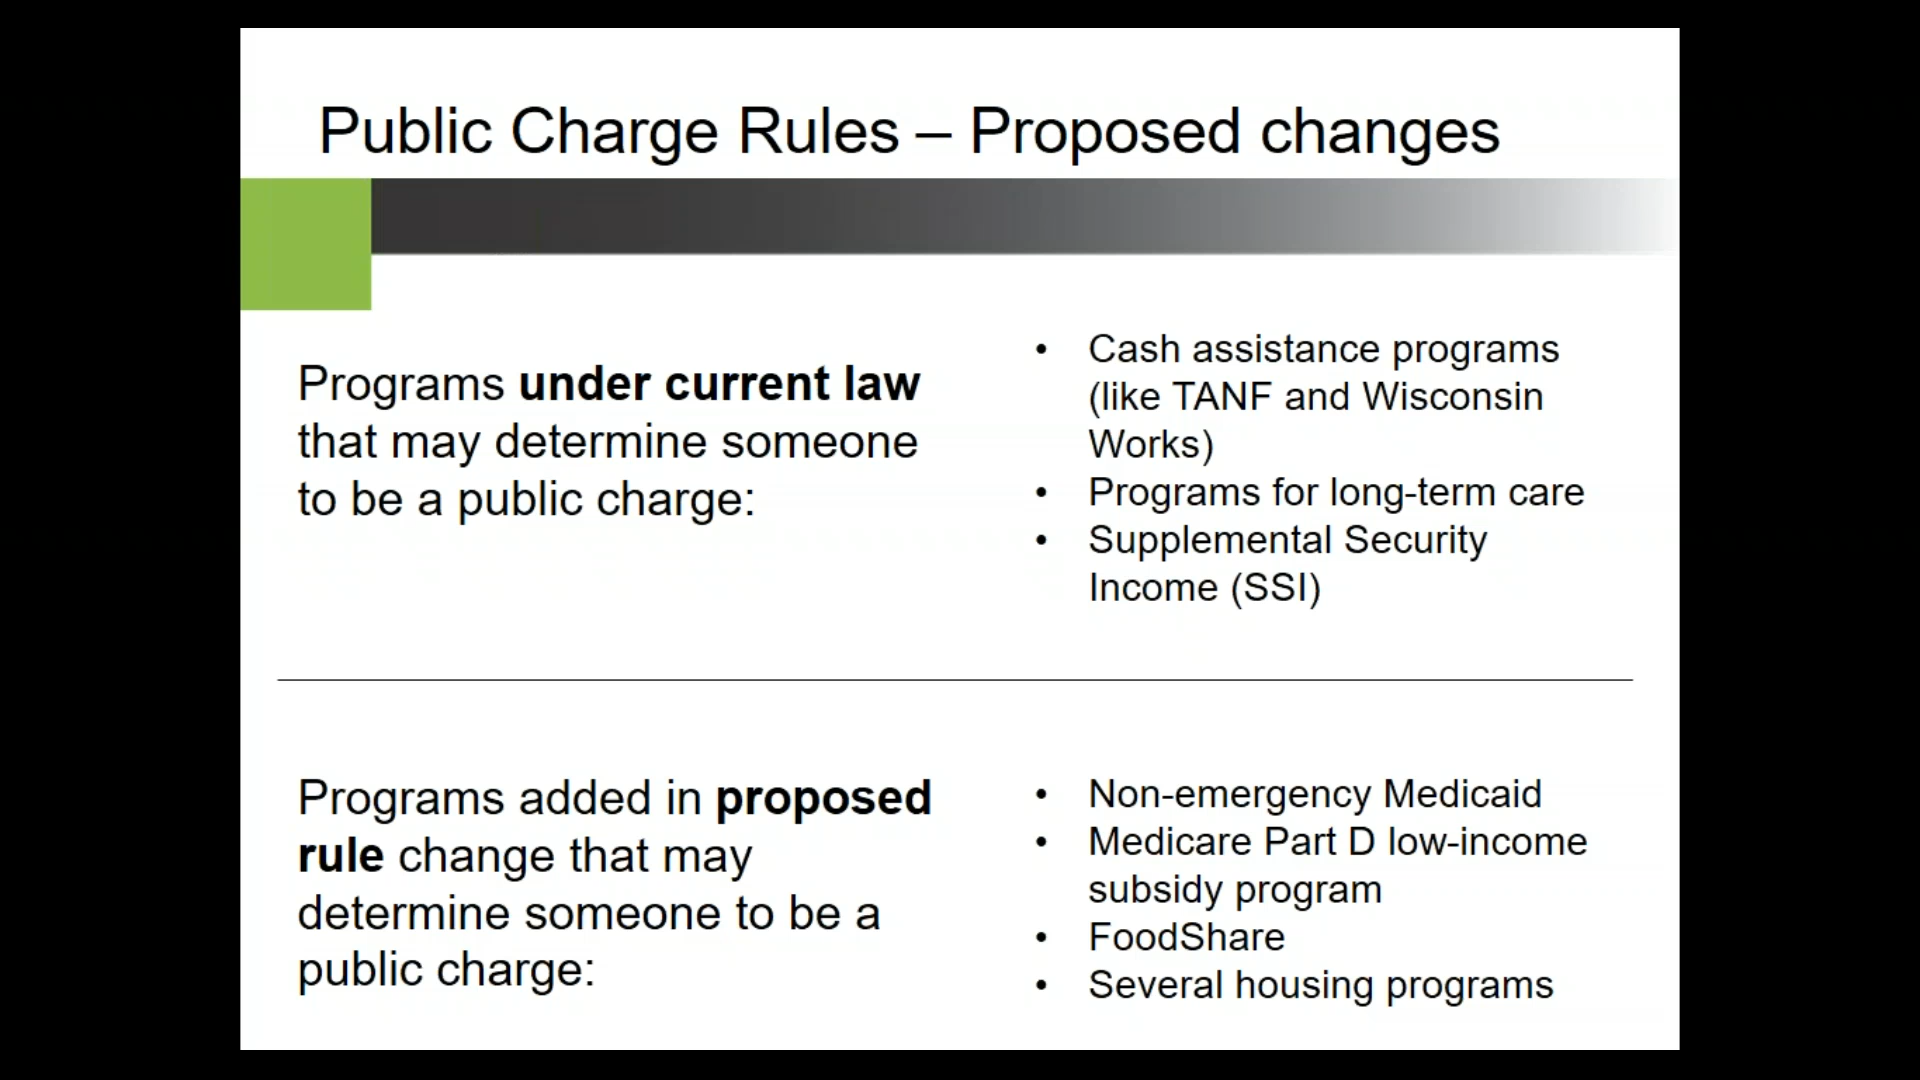 Public Charge Rules – Proposed changes
Programs under current law
that may determine someone
to be a public charge:
• Cash assistance programs
(like TANF and Wisconsin
Works)
• Programs for long-term care
• Supplemental Security
Income (SSI)
Programs added in proposed
rule change that may
determine someone to be a
public charge:
• Non-emergency Medicaid
• Medicare Part D low-income
subsidy program
• FoodShare
• Several housing programs